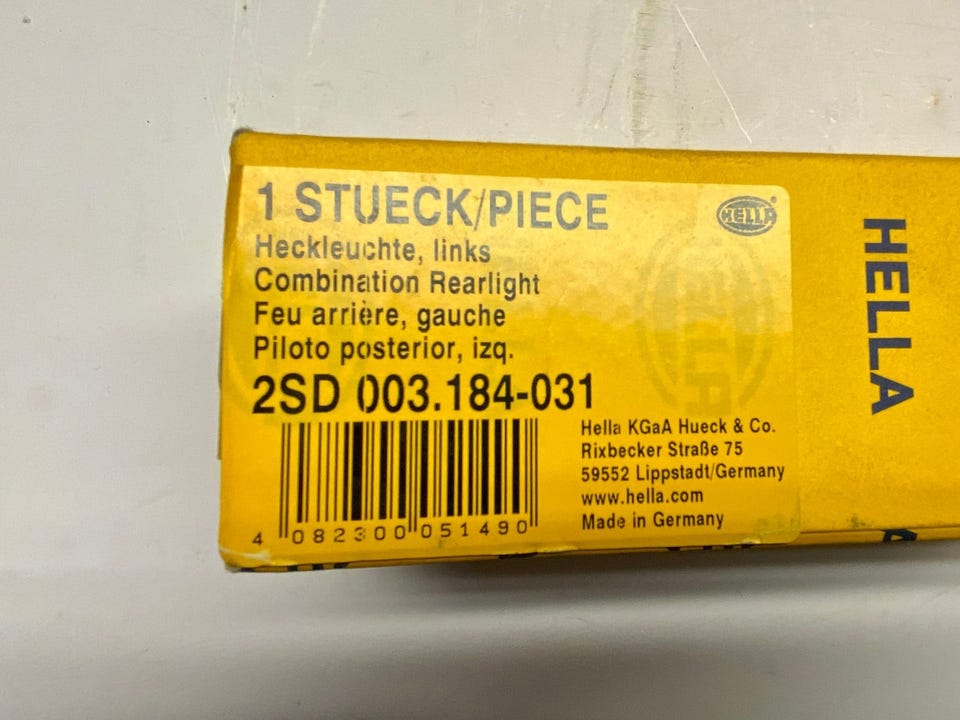 1 STUECK/PIECE
HELLA
Heckleuchte, links
Combination Rearlight
Feu arrière, gauche
Piloto posterior, izq.
2SD 003.184-031
4 082300 051490
Hella KGaA Hueck & Co.
Rixbecker Straße 75
59552 Lippstadt/Germany
www.hella.com
Made in Germany
HELLA
HELLA